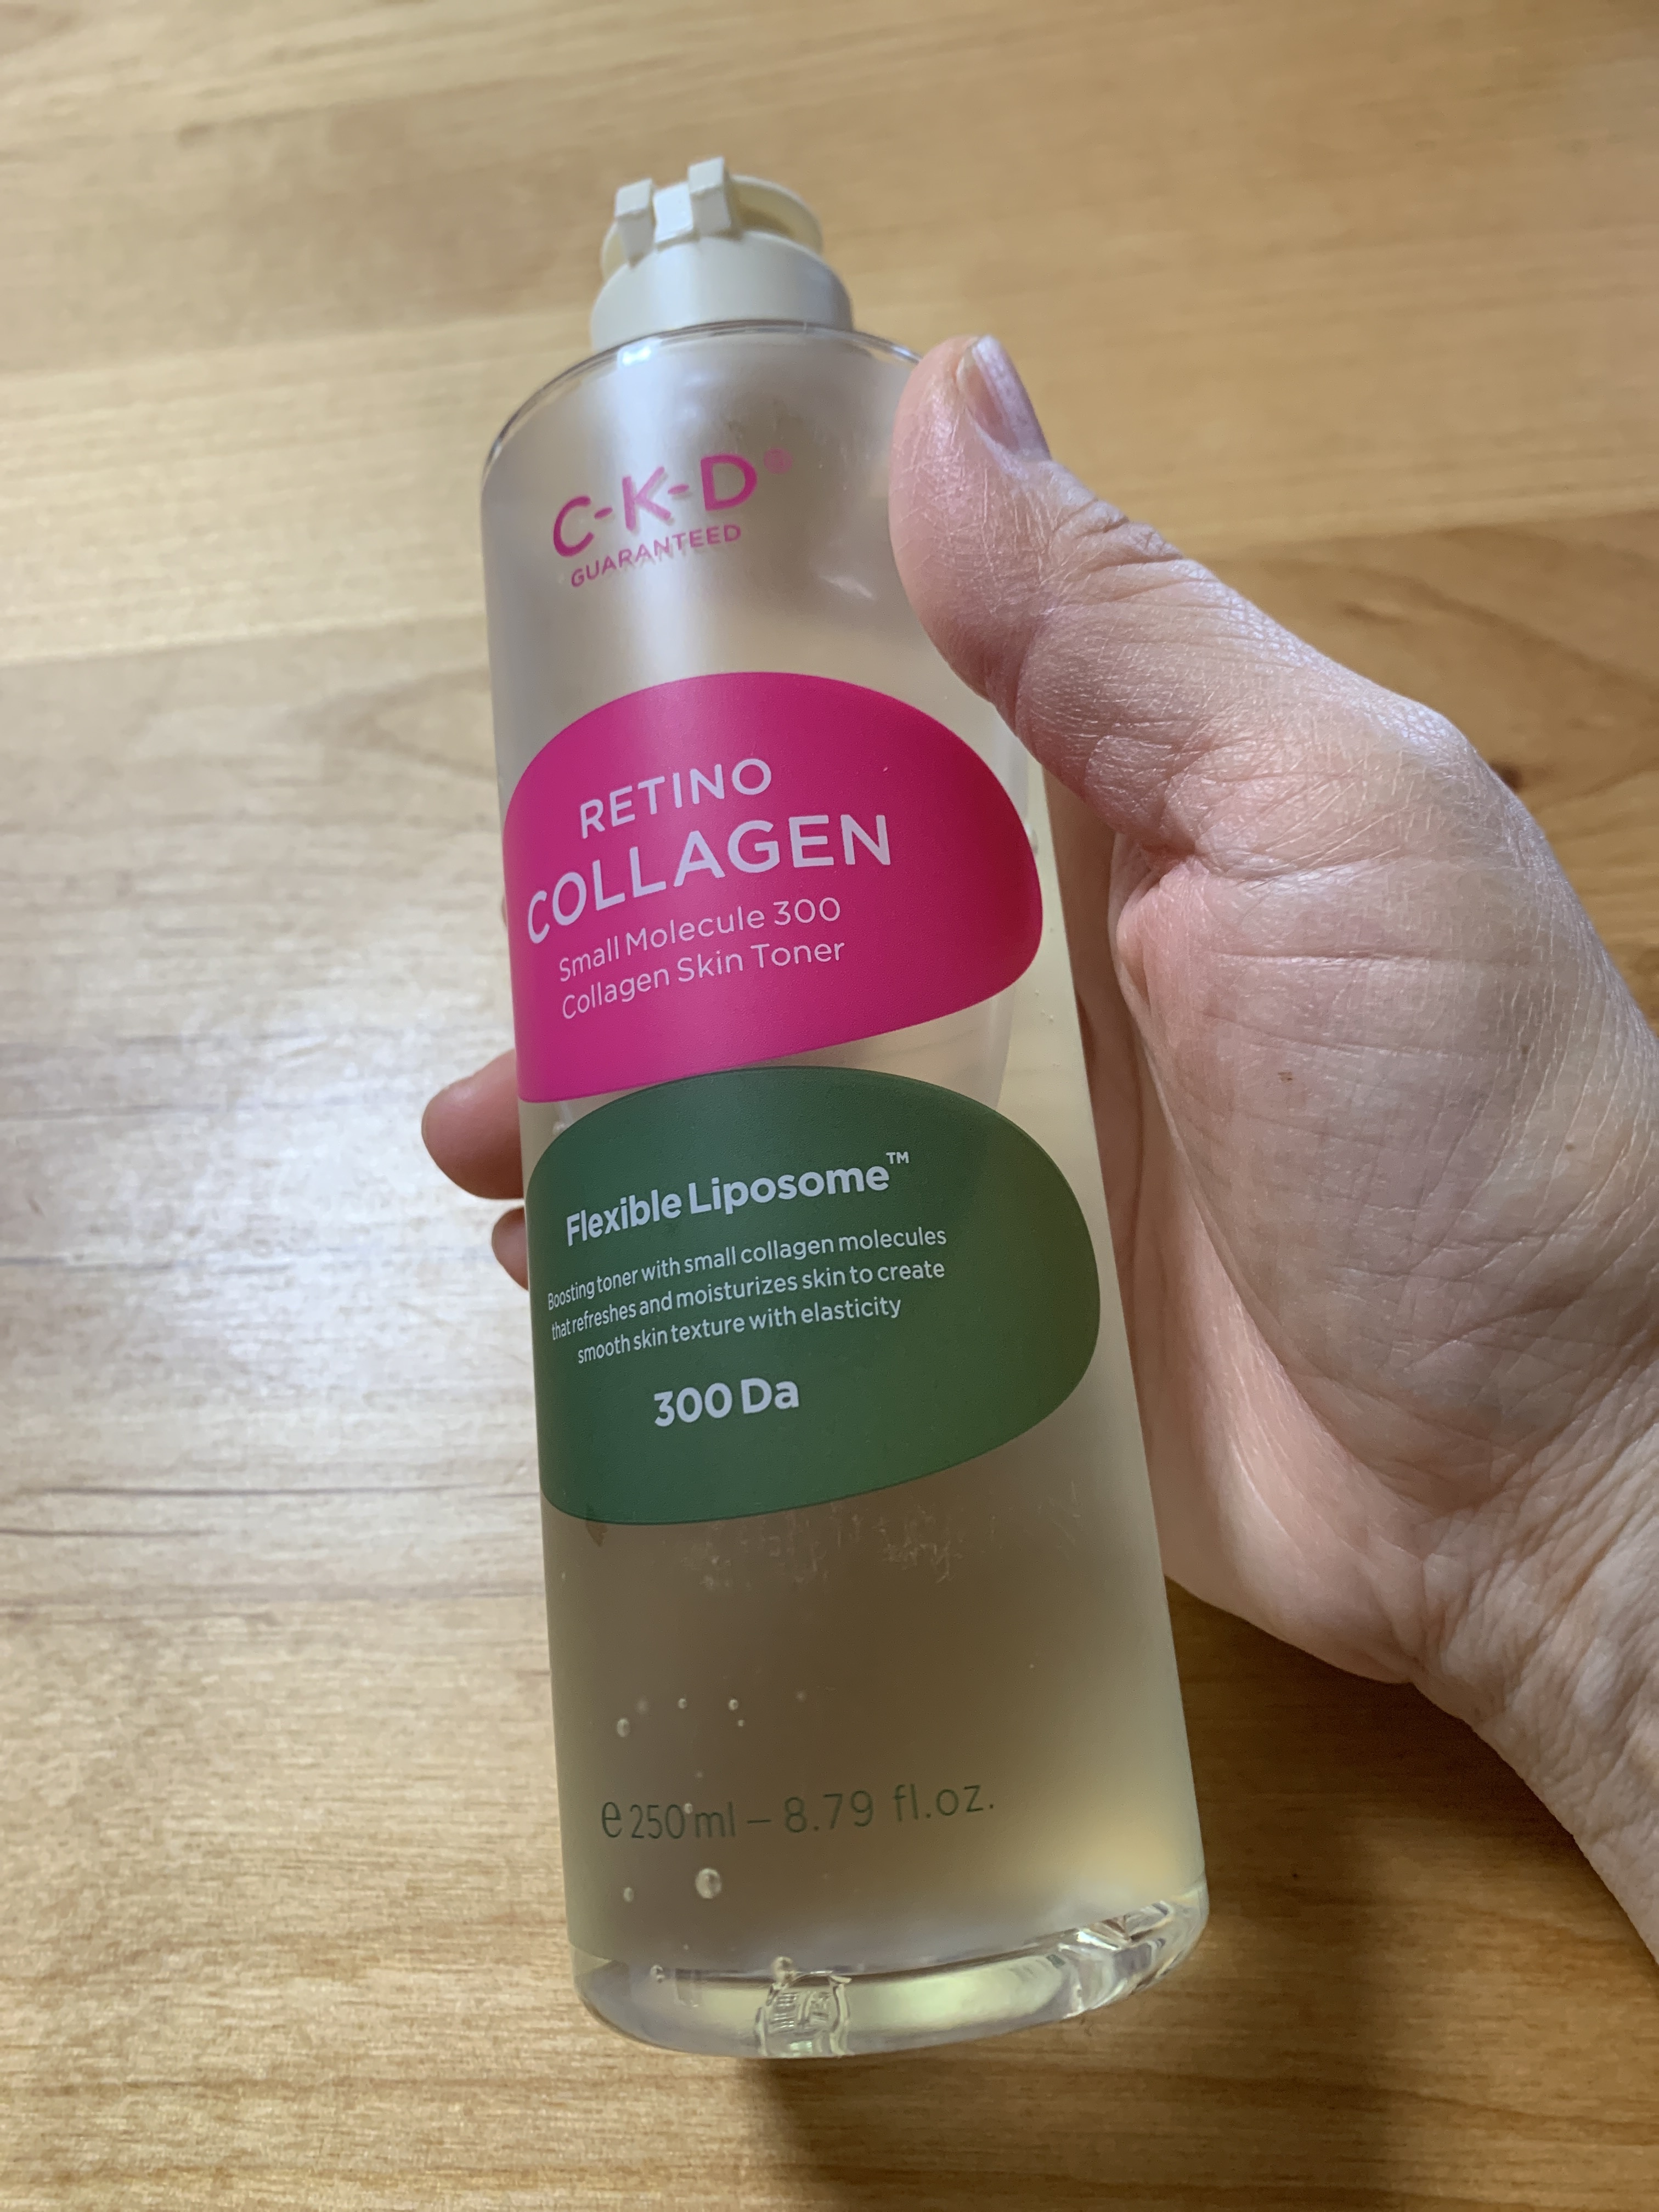 C-K-D®
GUARANTEED
RETINO
COLLAGEN
Small Molecule 300
Collagen Skin Toner
Flexible Liposome™
Boosting toner with small collagen molecules
that refreshes and moisturizes skin to create
smooth skin texture with elasticity
300 Da
e 250 ml – 8.79 fl.oz.